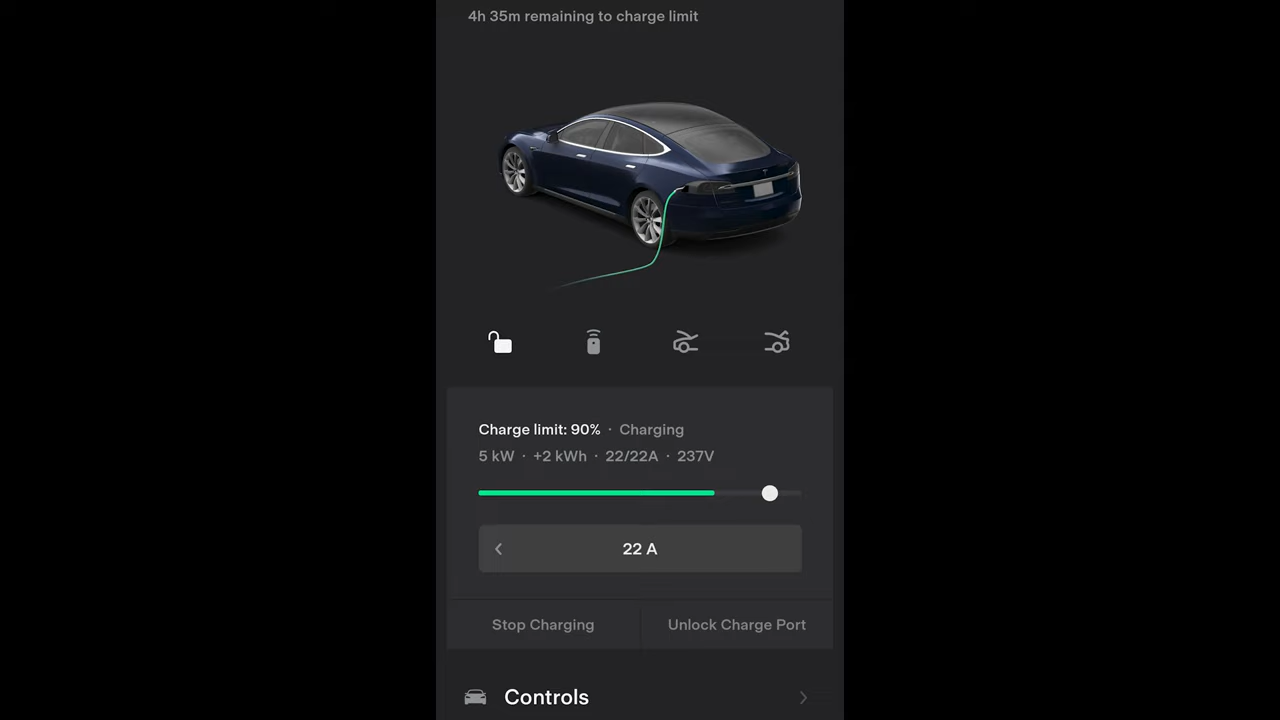 4h 35m remaining to charge limit
Charge limit: 90% · Charging
5 kW · +2 kWh · 22/22A · 237V
22 A
Stop Charging
Unlock Charge Port
Controls